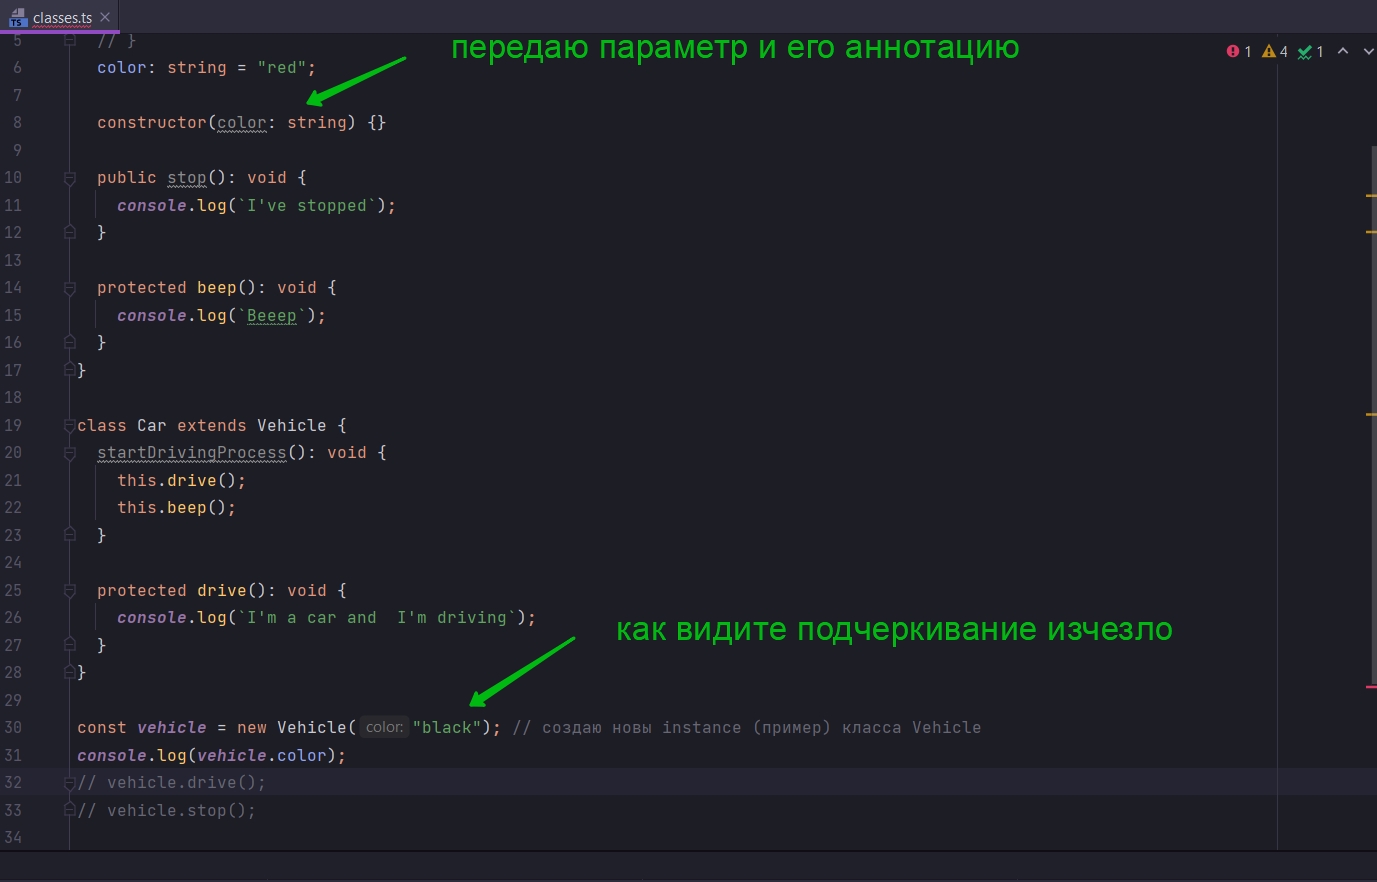 classes.ts
передаю параметр и его аннотацию
1 4 1
5 // }
6 color: string = "red";
7
8 constructor(color: string) {}
9
10 public stop(): void {
11 console.log(`I've stopped`);
12 }
13
14 protected beep(): void {
15 console.log(`Beeep`);
16 }
17 }
18
19 class Car extends Vehicle {
20 startDrivingProcess(): void {
21 this.drive();
22 this.beep();
23 }
24
25 protected drive(): void {
26 console.log(`I'm a car and  I'm driving`);
как видите подчеркивание изчезло
27 }
28 }
29
30 const vehicle = new Vehicle( color: "black"); // создаю новы instance (пример) класса Vehicle
31 console.log(vehicle.color);
32 // vehicle.drive();
33 // vehicle.stop();
34